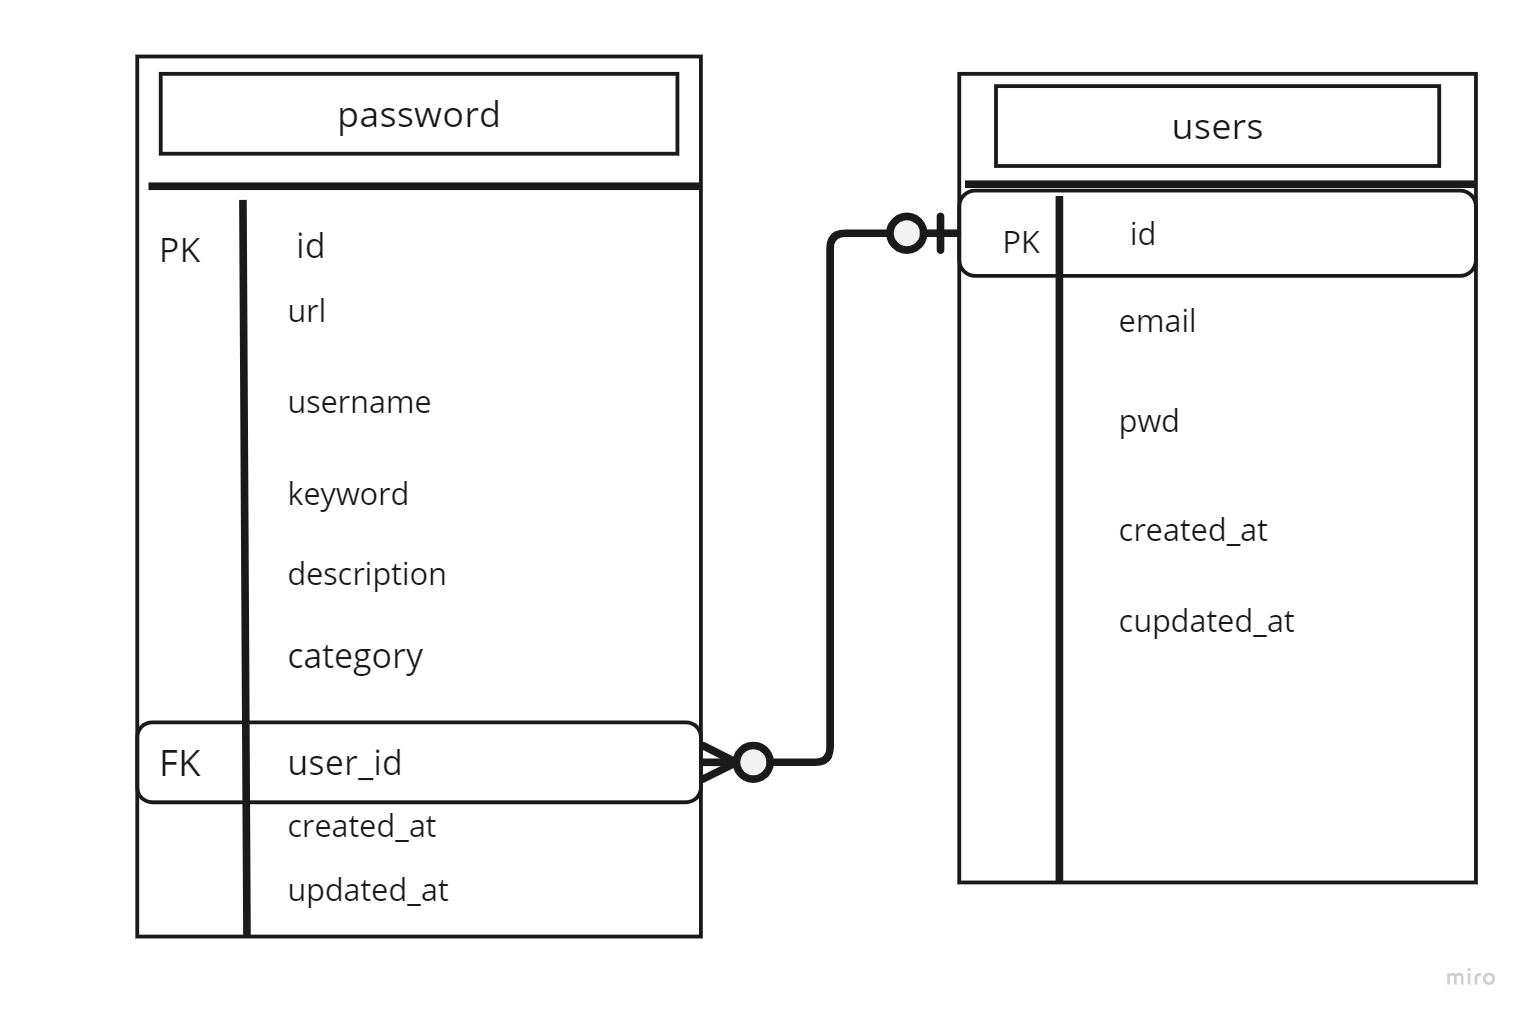 password
PK id
url
username
keyword
description
category
FK user_id
created_at
updated_at
users
PK id
email
pwd
created_at
cupdated_at
miro